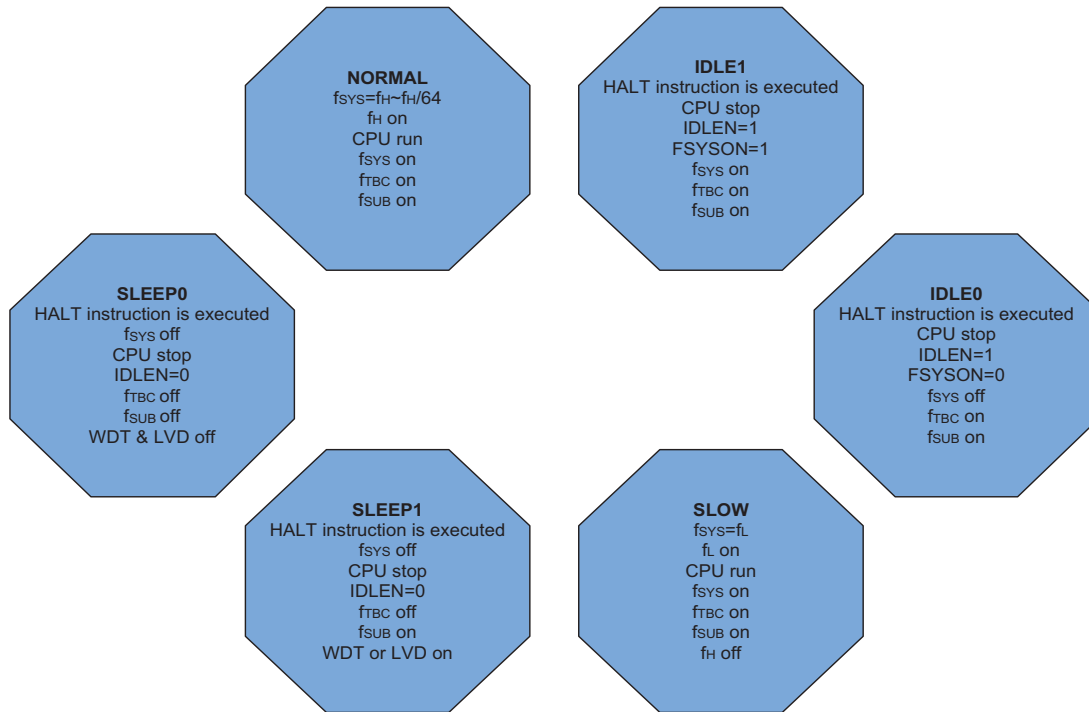 NORMAL
fSYS=fH~fH/64
fH on
CPU run
fSYS on
fTBC on
fSUB on
IDLE1
HALT instruction is executed
CPU stop
IDLEN=1
FSYSON=1
fSYS on
fTBC on
fSUB on
SLEEP0
HALT instruction is executed
fSYS off
CPU stop
IDLEN=0
fTBC off
fSUB off
WDT & LVD off
IDLE0
HALT instruction is executed
CPU stop
IDLEN=1
FSYSON=0
fSYS off
fTBC on
fSUB on
SLEEP1
HALT instruction is executed
fSYS off
CPU stop
IDLEN=0
fTBC off
fSUB on
WDT or LVD on
SLOW
fSYS=fL
fL on
CPU run
fSYS on
fTBC on
fSUB on
fH off